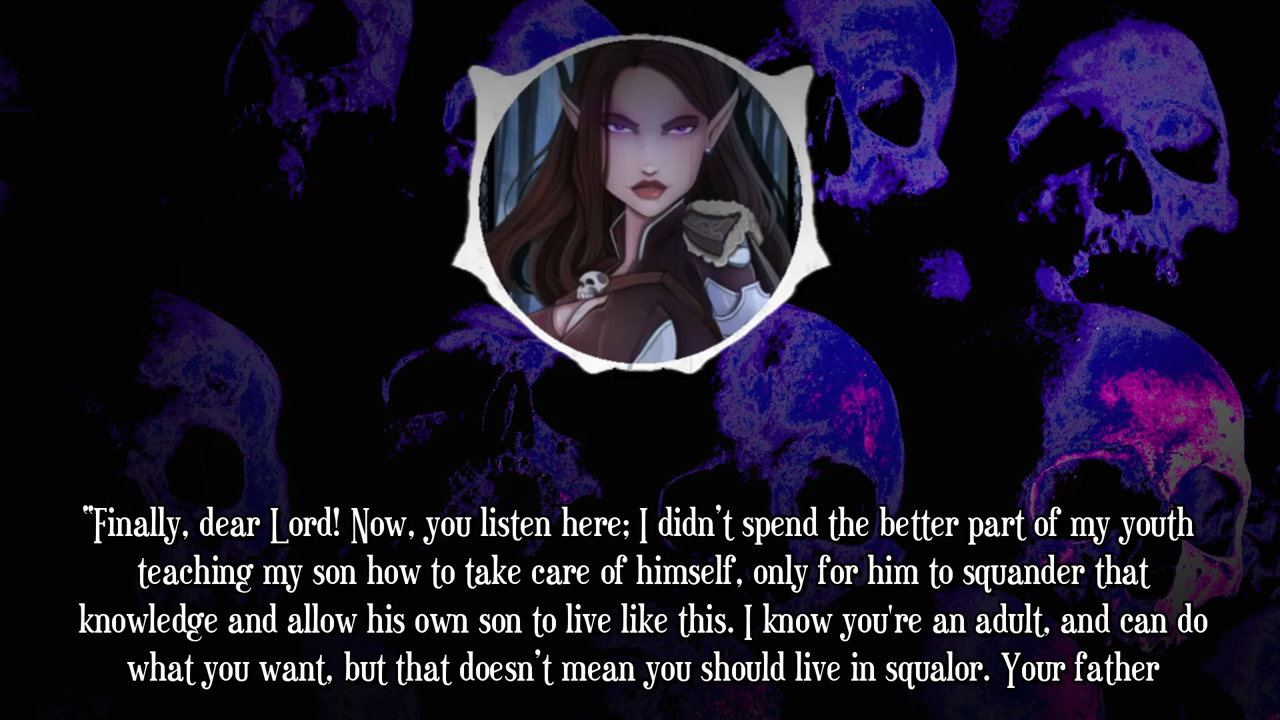 “Finally, dear Lord! Now, you listen here; I didn’t spend the better part of my youth
teaching my son how to take care of himself, only for him to squander that
knowledge and allow his own son to live like this. I know you're an adult, and can do
what you want, but that doesn’t mean you should live in squalor. Your father